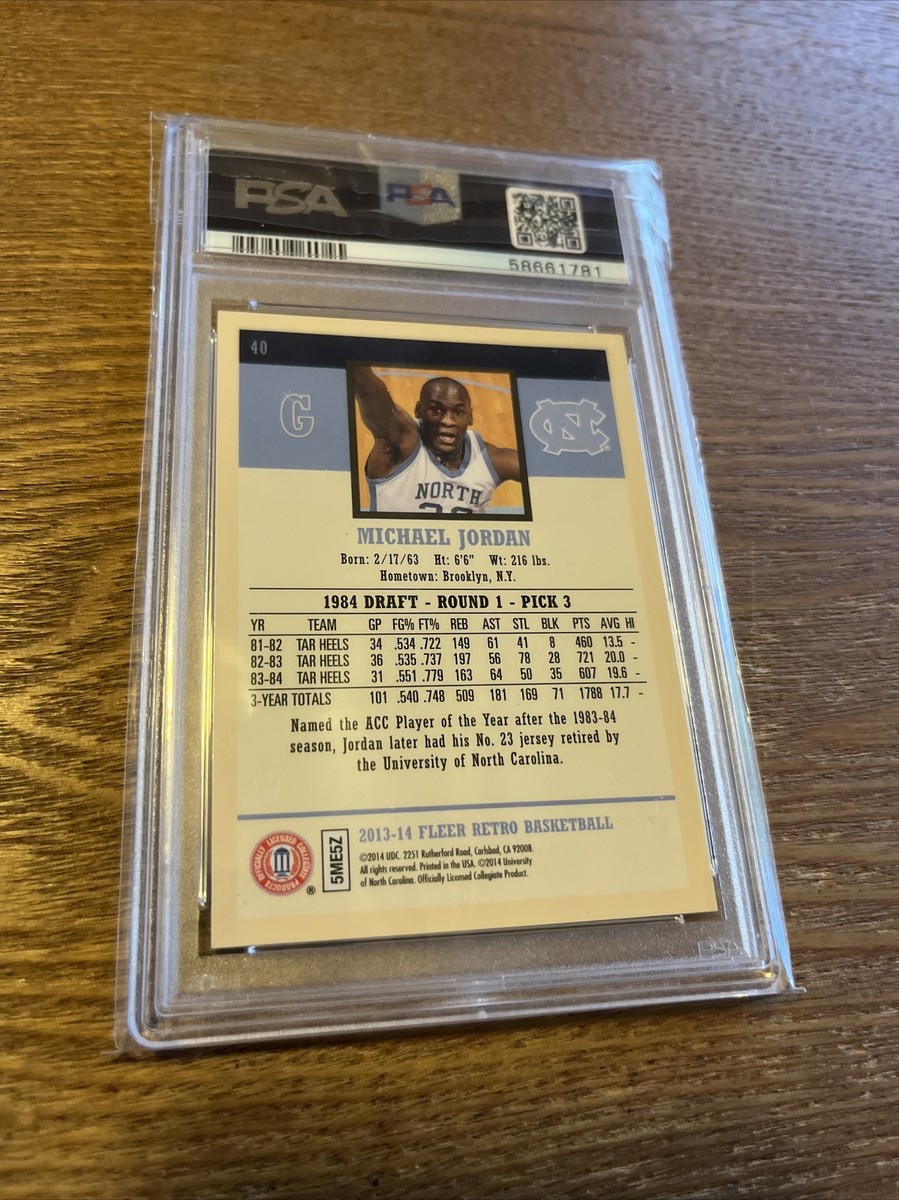 PSA PSA
58661781
40
G
NC
NORTH
MICHAEL JORDAN
Born: 2/17/63 Ht: 6'6" Wt: 216 lbs.
Hometown: Brooklyn, N.Y.
1984 DRAFT - ROUND 1 - PICK 3
YR TEAM GP FG% FT% REB AST STL BLK PTS AVG HI
81-82 TAR HEELS 34 .534 .722 149 61 41 8 460 13.5 -
82-83 TAR HEELS 36 .535 .737 197 56 78 28 721 20.0 -
83-84 TAR HEELS 31 .551 .779 163 64 50 35 607 19.6 -
3-YEAR TOTALS 101 .540 .748 509 181 169 71 1788 17.7 -
Named the ACC Player of the Year after the 1983-84
season, Jordan later had his No. 23 jersey retired by
the University of North Carolina.
OFFICIALLY LICENSED COLLEGIATE PRODUCTS ®
5ME5Z
2013-14 FLEER RETRO BASKETBALL
©2014 UDC. 2251 Rutherford Road, Carlsbad, CA 92008.
All rights reserved. Printed in the USA. ©2014 University
of North Carolina. Officially Licensed Collegiate Product.
PSA